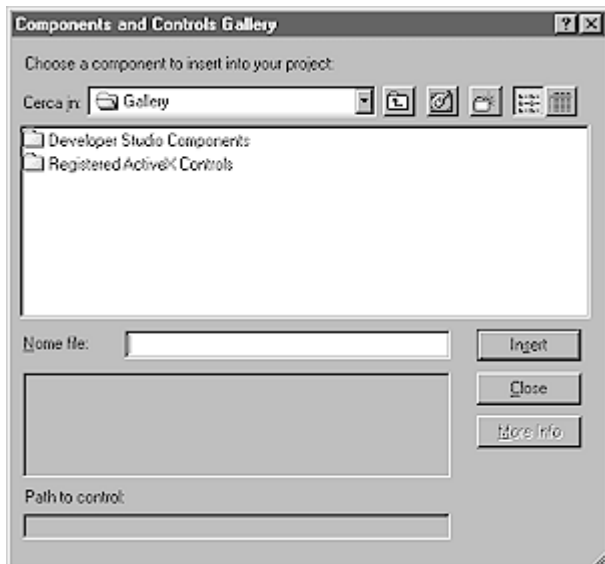 Components and Controls Gallery
Choose a component to insert into your project:
Cerca in: Gallery
Developer Studio Components
Registered ActiveX Controls
Nome file:
Insert
Close
More Info
Path to control: